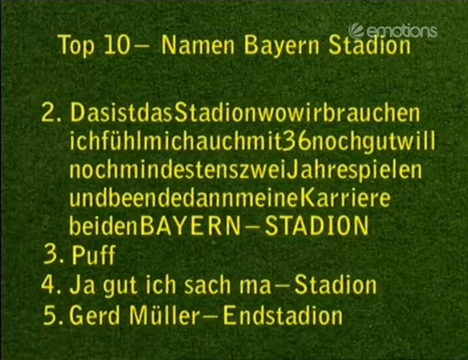 emotions
Top 10 – Namen Bayern Stadion
2. DasistdasStadionwowirbrauchen
ichfühlmichauchmit36nochgutwill
nochmindestenszweiJahrespielen
undbeendedannmeineKarriere
beidenBAYERN – STADION
3. Puff
4. Ja gut ich sach ma – Stadion
5. Gerd Müller – Endstadion